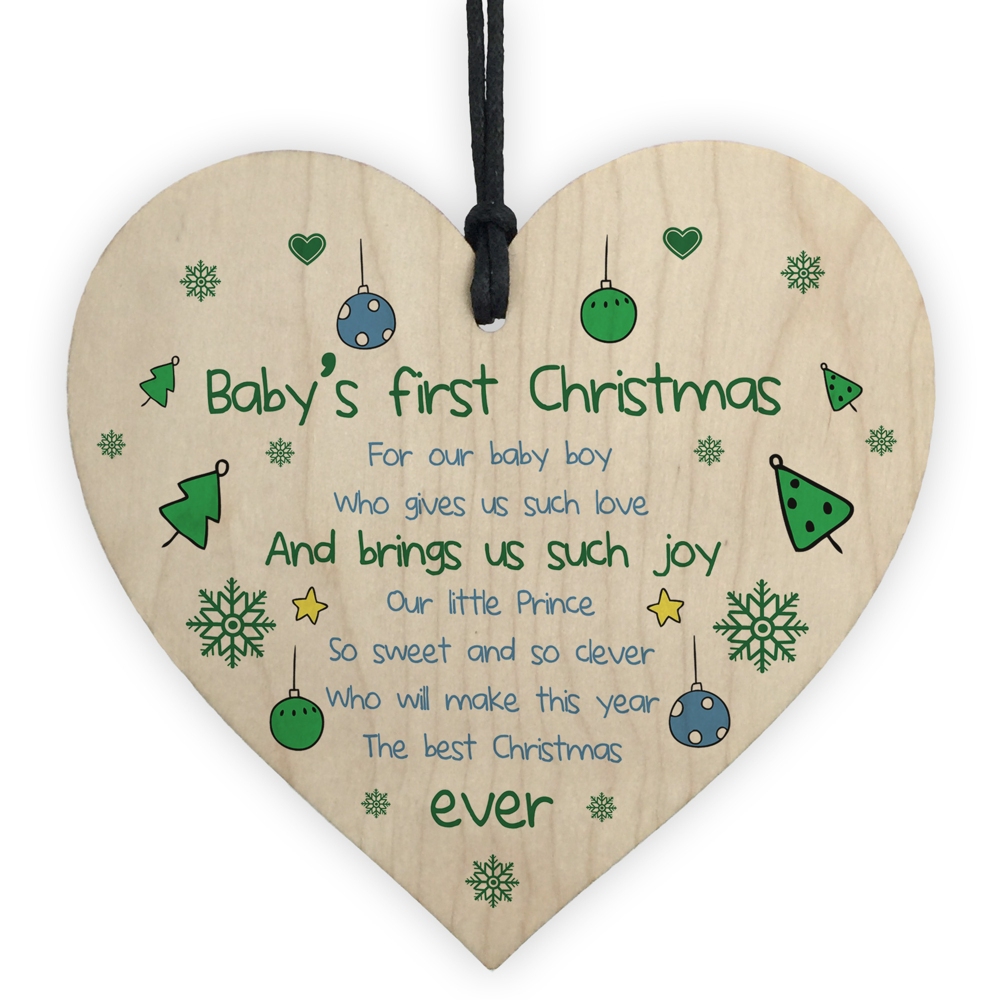 Baby's first Christmas
For our baby boy
Who gives us such love
And brings us such joy
Our little Prince
So sweet and so clever
Who will make this year
The best Christmas
ever